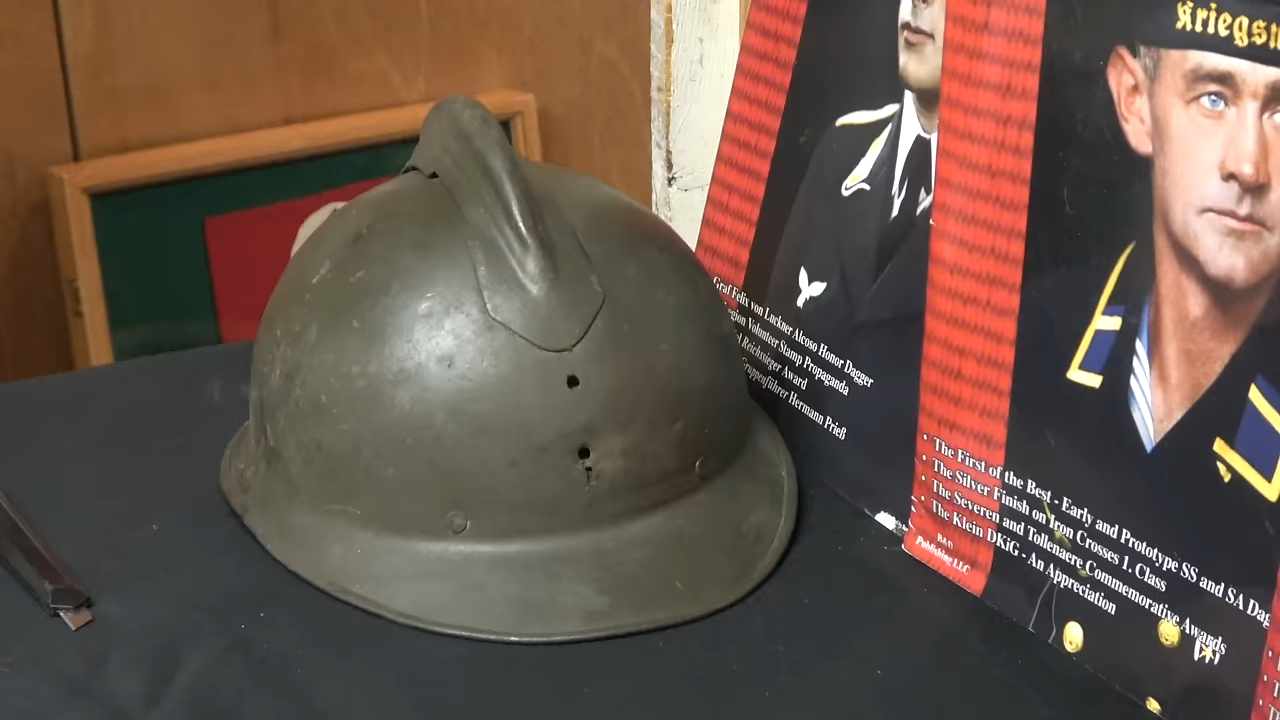 Kriegsm
Graf Felix von Luckner Alcoso Honor Dagger
Legion Volunteer Stamp Propaganda
Reichssieger Award
Gruppenführer Hermann Prieß
• The First of the Best - Early and Prototype SS and SA Dag
• The Silver Finish on Iron Crosses 1. Class
• The Severen and Tollenaere Commemorative Awards
• The Klein DKiG - An Appreciation
B&D
Publishing LLC